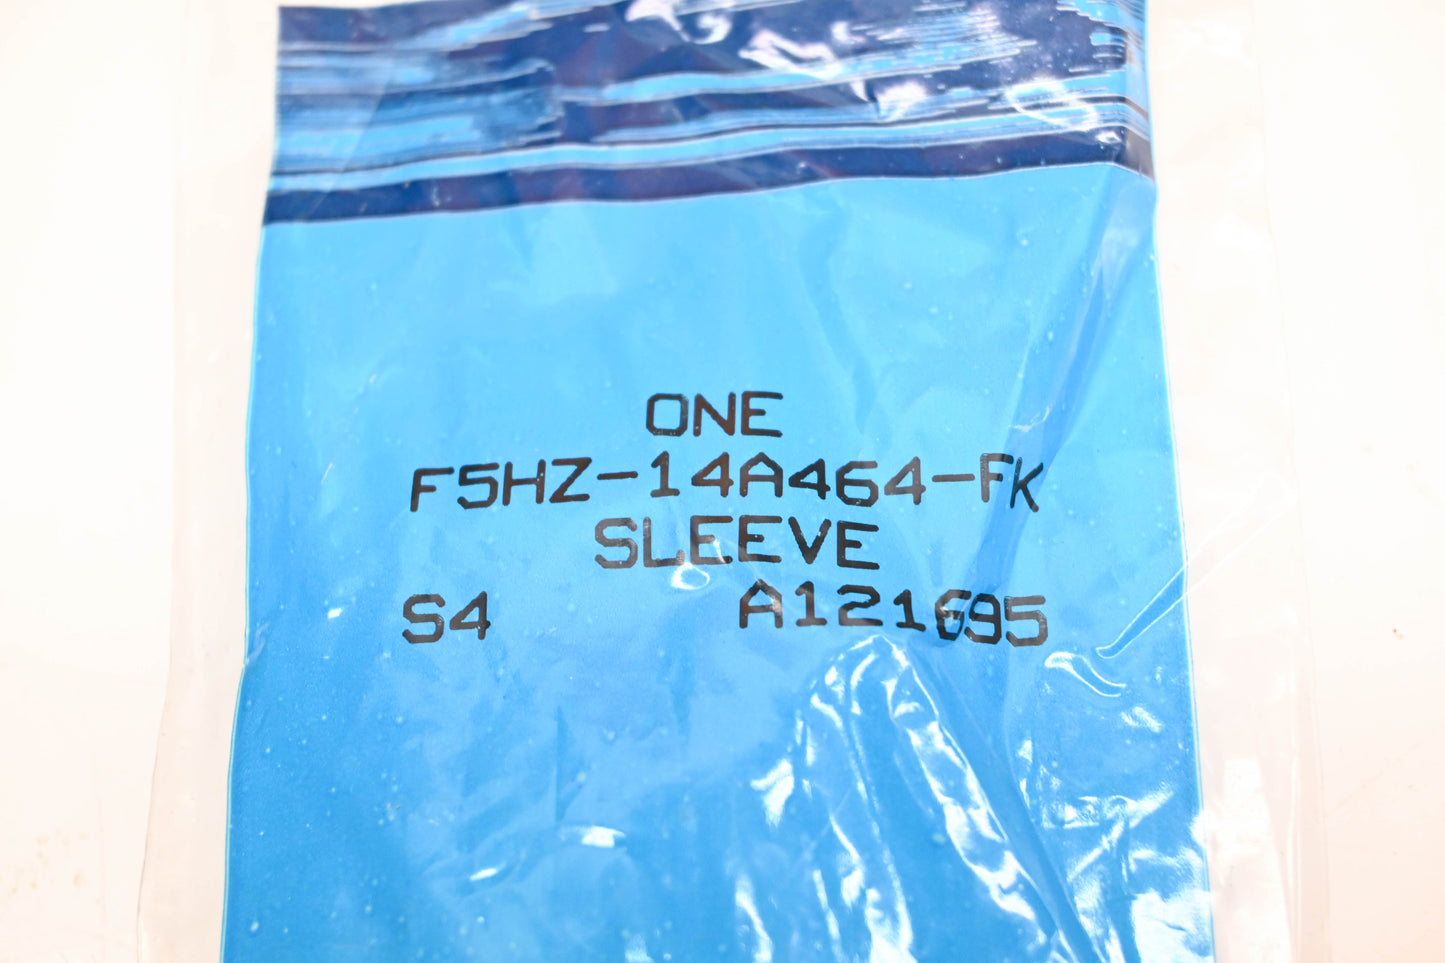 ONE
F5HZ-14A464-FK
SLEEVE
S4 A121695